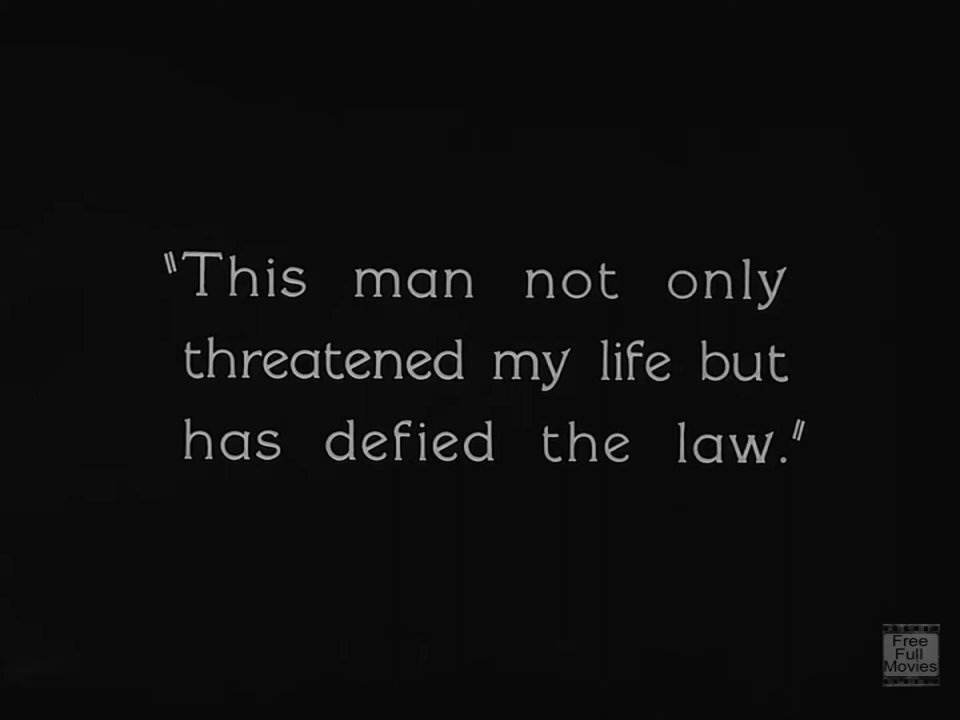 "This man not only
threatened my life but
has defied the law."
Free
Full
Movies